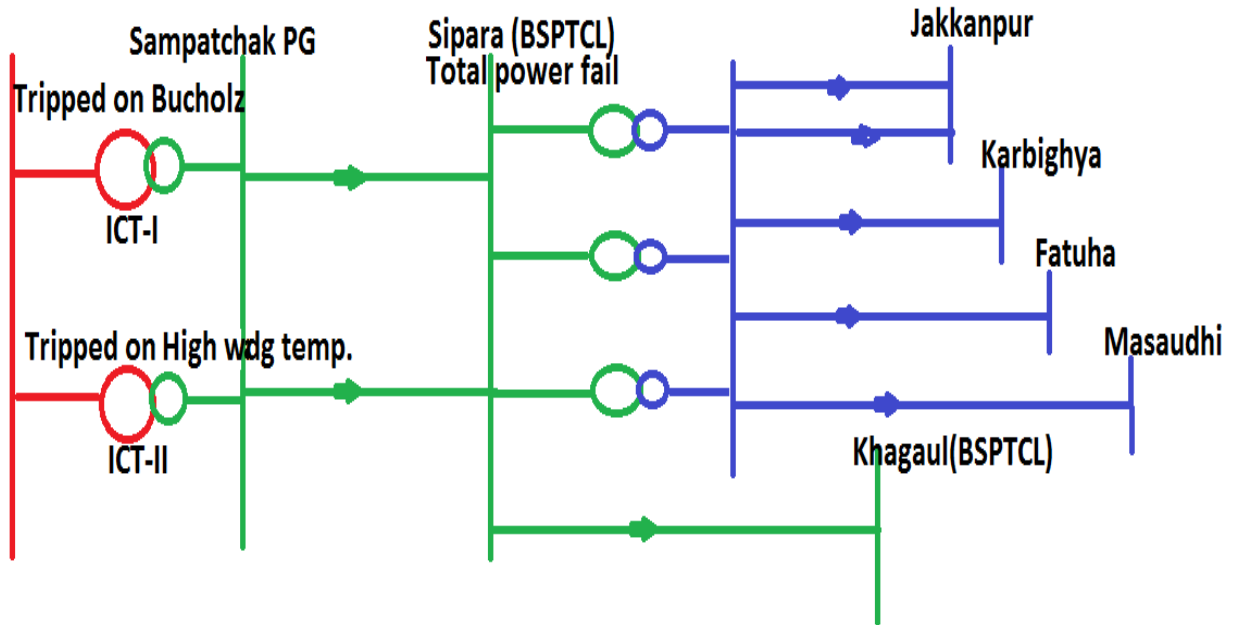 Sampatchak PG
Sipara (BSPTCL)
Total power fail
Jakkanpur
Tripped on Bucholz
ICT-I
Karbighya
Fatuha
Tripped on High wdg temp.
ICT-II
Masaudhi
Khagaul(BSPTCL)